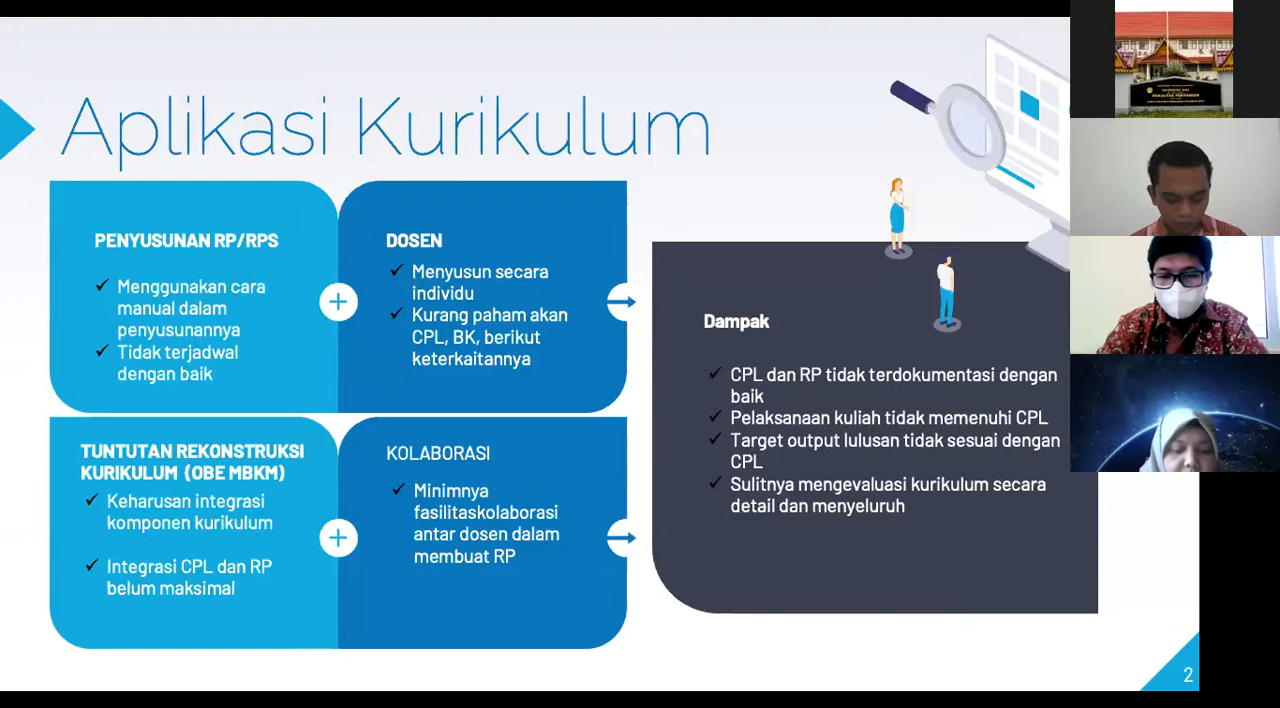 Aplikasi Kurikulum
PENYUSUNAN RP/RPS
Menggunakan cara
manual dalam
penyusunannya
Tidak terjadwal
dengan baik
DOSEN
Menyusun secara
individu
Kurang paham akan
CPL, BK, berikut
keterkaitannya
TUNTUTAN REKONSTRUKSI
KURIKULUM (OBE MBKM)
Keharusan integrasi
komponen kurikulum
Integrasi CPL dan RP
belum maksimal
KOLABORASI
Minimnya
fasilitaskolaborasi
antar dosen dalam
membuat RP
Dampak
CPL dan RP tidak terdokumentasi dengan
baik
Pelaksanaan kuliah tidak memenuhi CPL
Target output lulusan tidak sesuai dengan
CPL
Sulitnya mengevaluasi kurikulum secara
detail dan menyeluruh
2